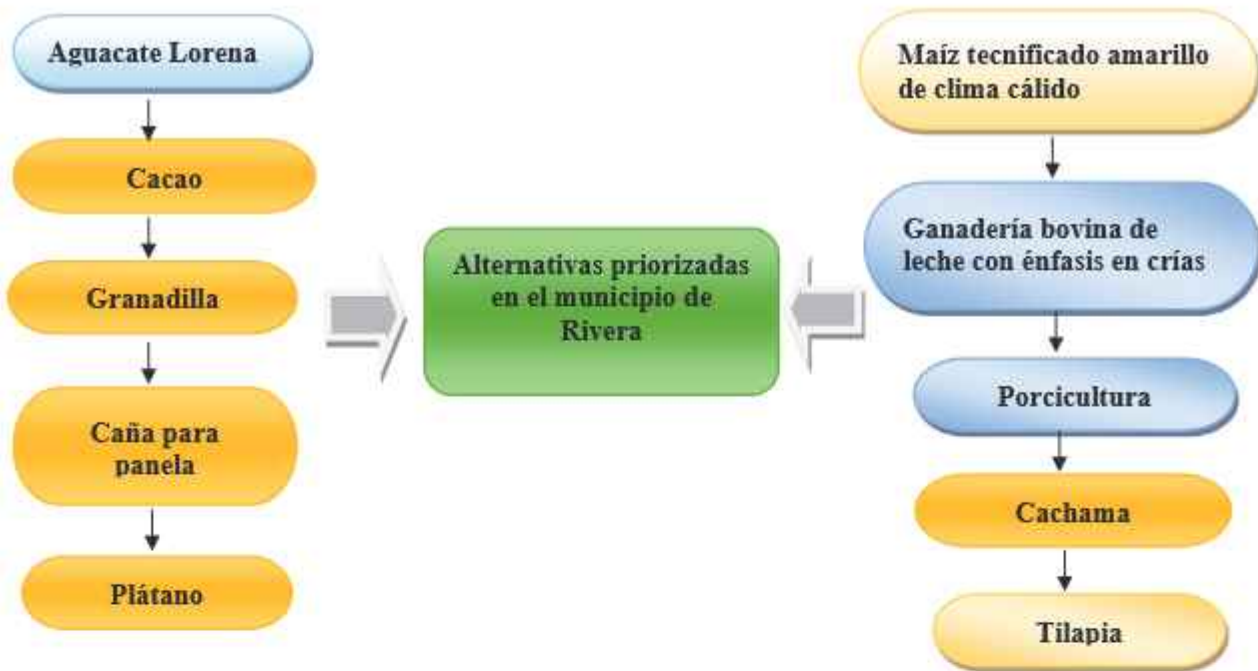 Aguacate Lorena
Cacao
Granadilla
Caña para
panela
Plátano
Alternativas priorizadas
en el municipio de
Rivera
Maíz tecnificado amarillo
de clima cálido
Ganadería bovina de
leche con énfasis en crías
Porcicultura
Cachama
Tilapia